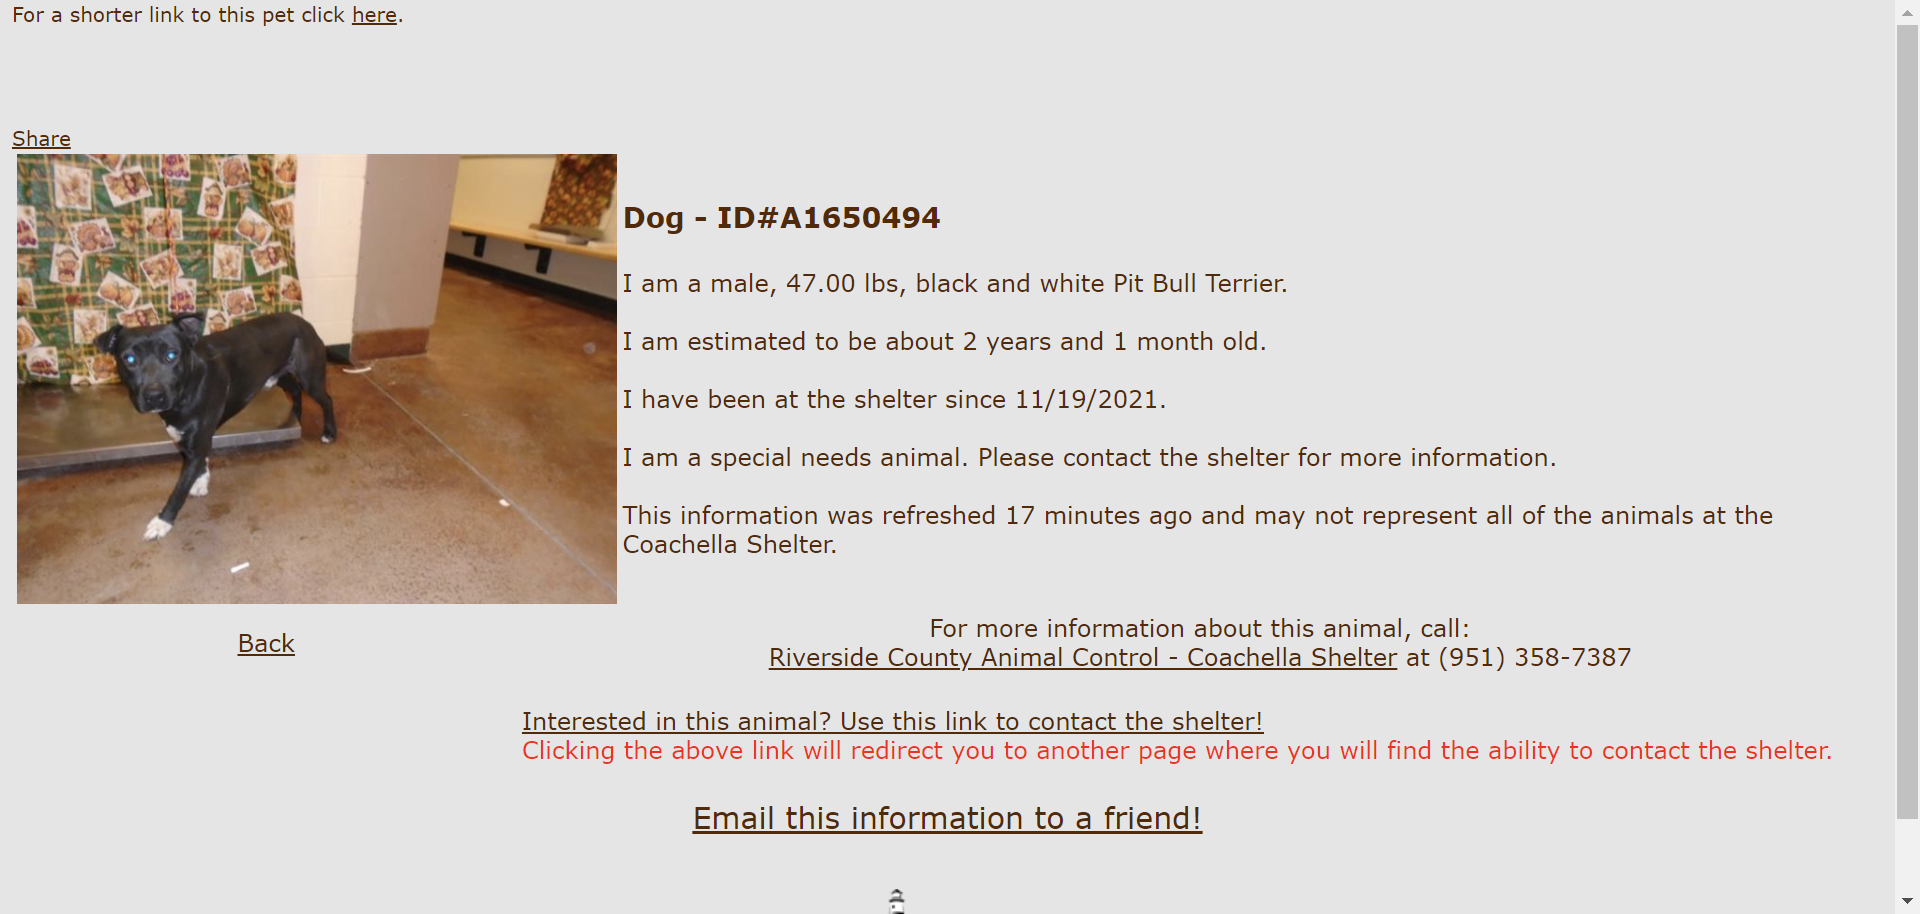 For a shorter link to this pet click here.
Share
Dog - ID#A1650494
I am a male, 47.00 lbs, black and white Pit Bull Terrier.
I am estimated to be about 2 years and 1 month old.
I have been at the shelter since 11/19/2021.
I am a special needs animal. Please contact the shelter for more information.
This information was refreshed 17 minutes ago and may not represent all of the animals at the
Coachella Shelter.
For more information about this animal, call:
Back
Riverside County Animal Control - Coachella Shelter at (951) 358-7387
Interested in this animal? Use this link to contact the shelter!
Clicking the above link will redirect you to another page where you will find the ability to contact the shelter.
Email this information to a friend!